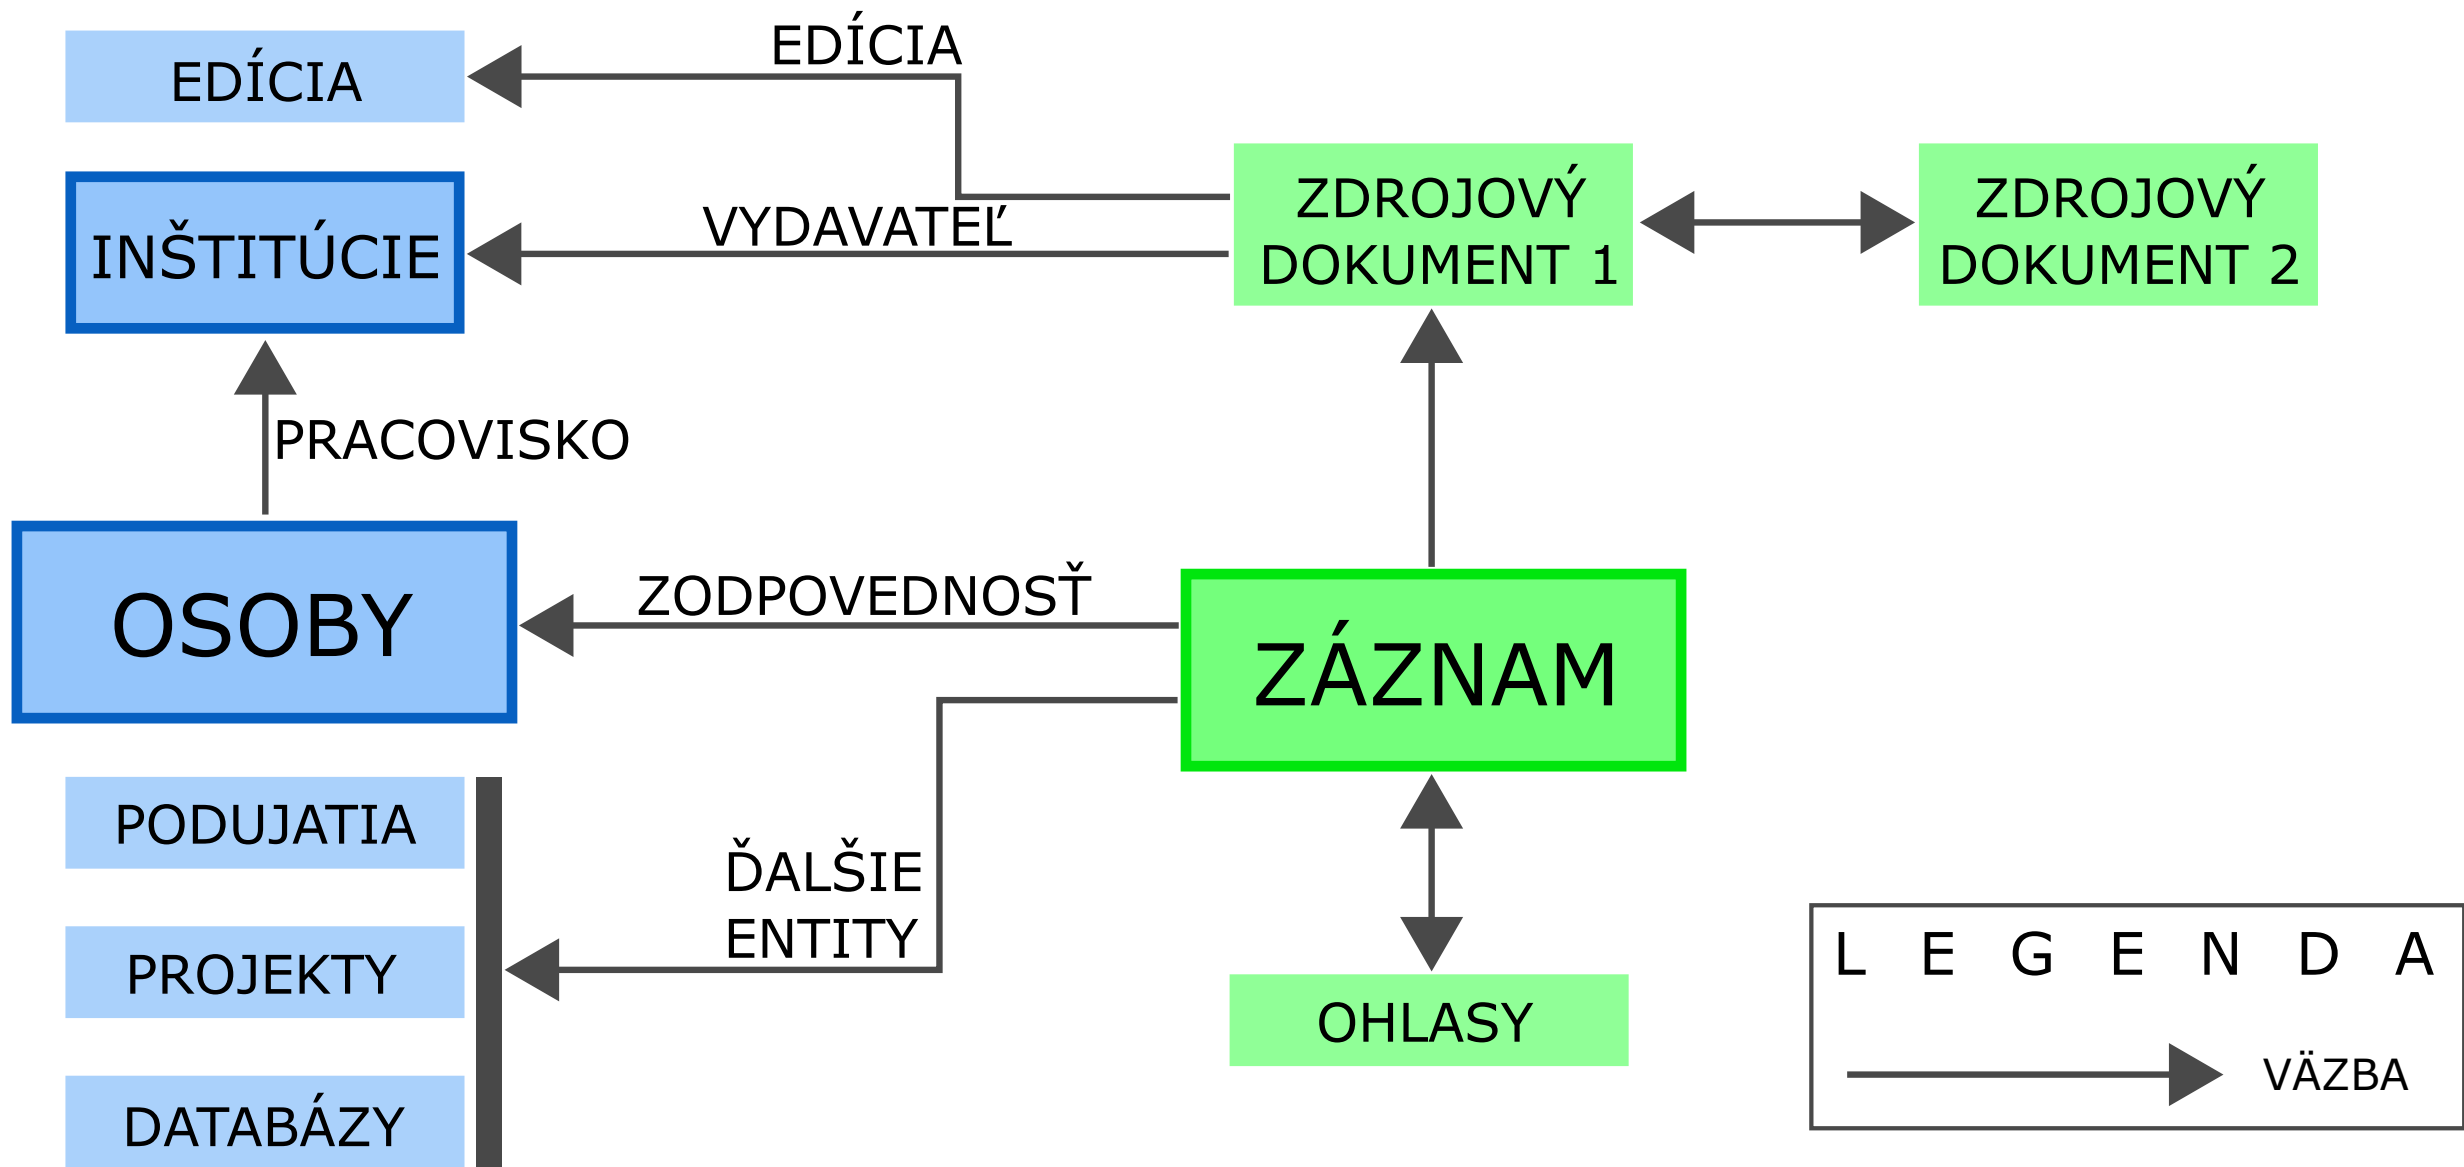 EDÍCIA
EDÍCIA
INŠTITÚCIE
VYDAVATEĽ
ZDROJOVÝ
DOKUMENT 1
ZDROJOVÝ
DOKUMENT 2
PRACOVISKO
OSOBY
ZODPOVEDNOSŤ
ZÁZNAM
PODUJATIA
PROJEKTY
DATABÁZY
ĎALŠIE
ENTITY
OHLASY
LEGENDA
VÄZBA